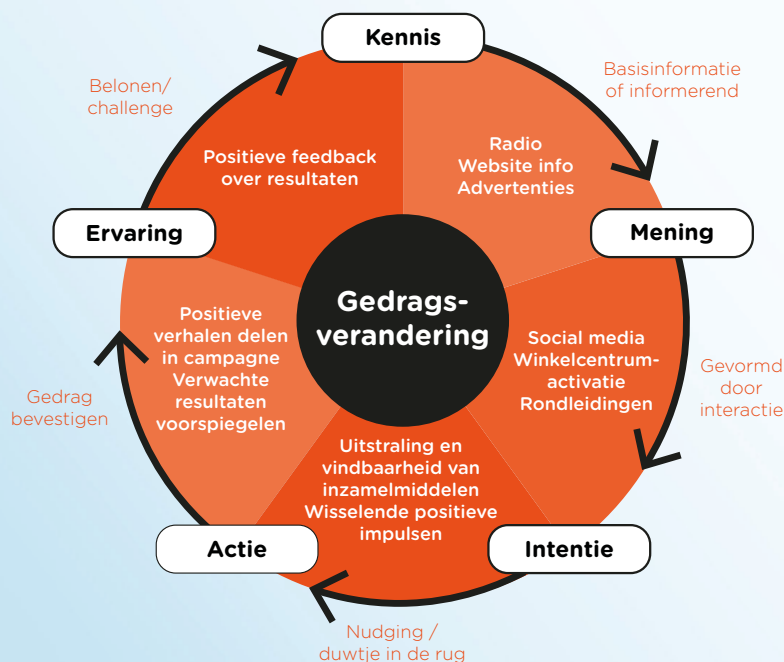 Kennis
Basisinformatie
of informerend
Radio
Website info
Advertenties
Mening
Social media
Winkelcentrum-
activatie
Rondleidingen
Gevormd
door
interactie
Intentie
Uitstraling en
vindbaarheid van
inzamelmiddelen
Wisselende positieve
impulsen
Nudging /
duwtje in de rug
Actie
Positieve
verhalen delen
in campagne
Verwachte
resultaten
voorspiegelen
Gedrag
bevestigen
Ervaring
Positieve feedback
over resultaten
Belonen/
challenge
Gedrags-
verandering